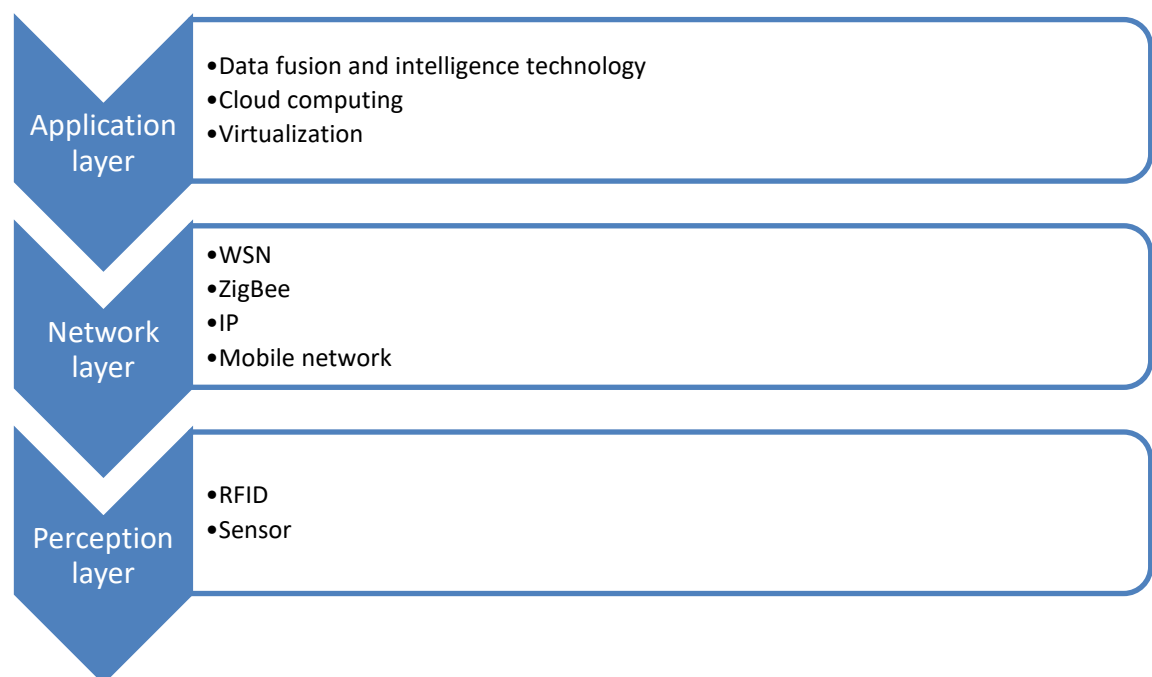 Application
layer
•Data fusion and intelligence technology
•Cloud computing
•Virtualization
Network
layer
•WSN
•ZigBee
•IP
•Mobile network
Perception
layer
•RFID
•Sensor